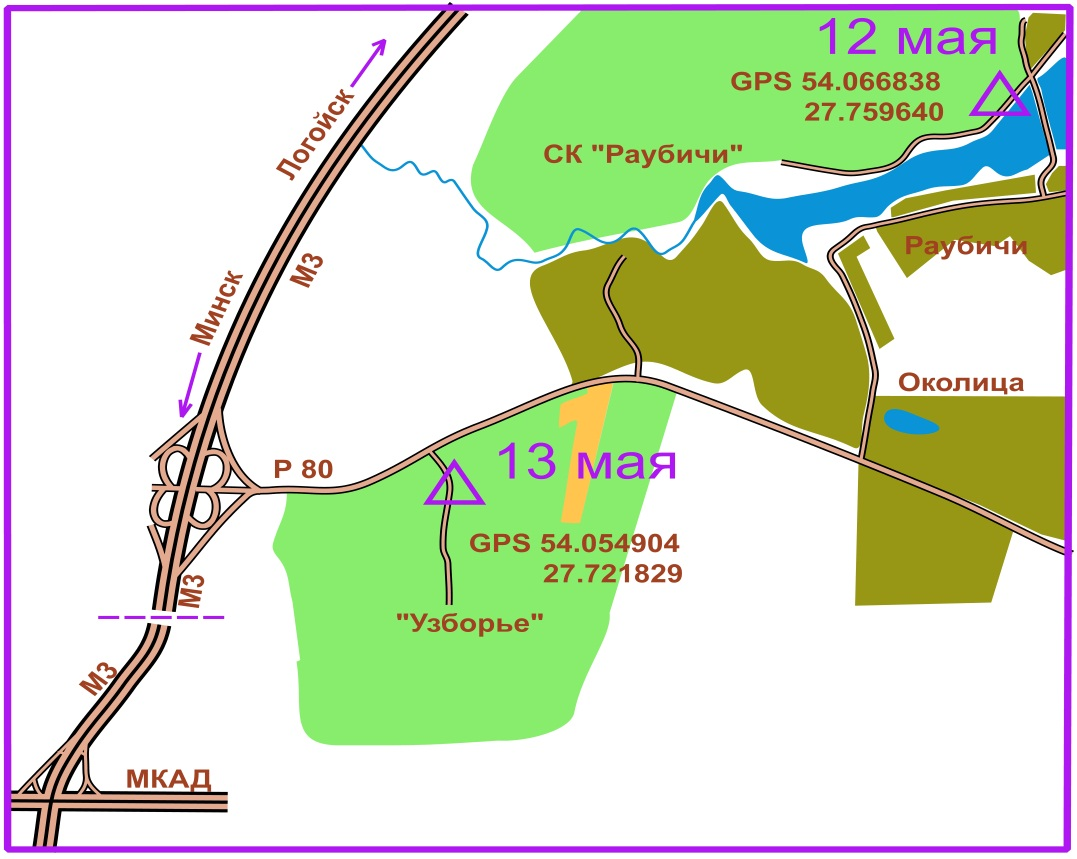 12 мая
GPS 54.066838
27.759640
Логойск
СК "Раубичи"
М3
Раубичи
Минск
Околица
1
13 мая
Р 80
GPS 54.054904
27.721829
М3
"Узборье"
М3
МКАД